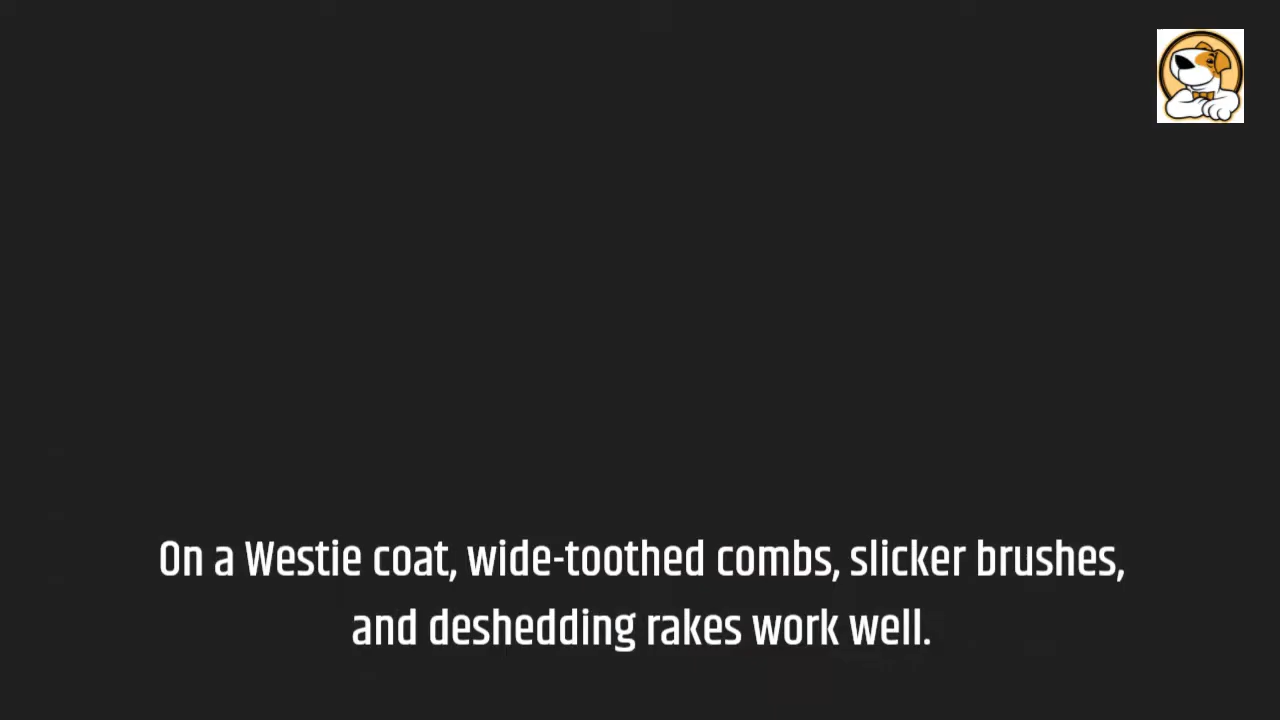 On a Westie coat, wide-toothed combs, slicker brushes,
and deshedding rakes work well.